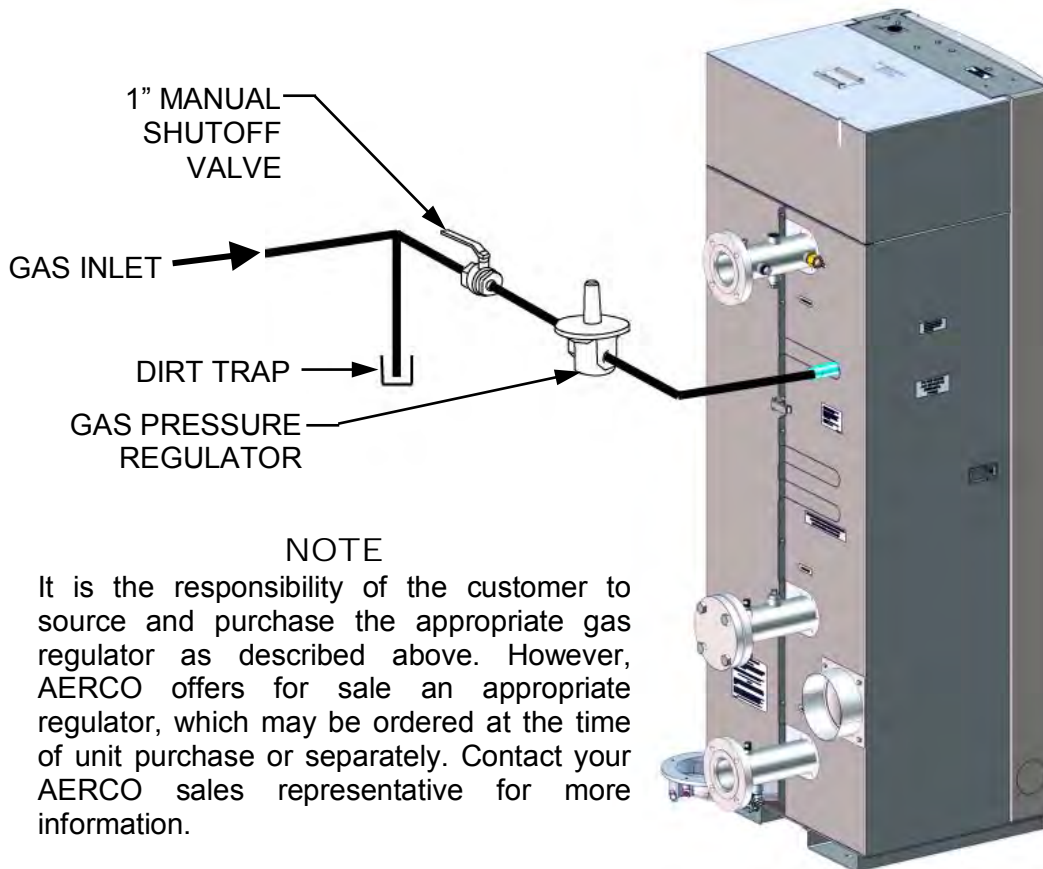 1” MANUAL
SHUTOFF
VALVE
GAS INLET
DIRT TRAP
GAS PRESSURE
REGULATOR
NOTE
It is the responsibility of the customer to
source and purchase the appropriate gas
regulator as described above. However,
AERCO offers for sale an appropriate
regulator, which may be ordered at the time
of unit purchase or separately. Contact your
AERCO sales representative for more
information.